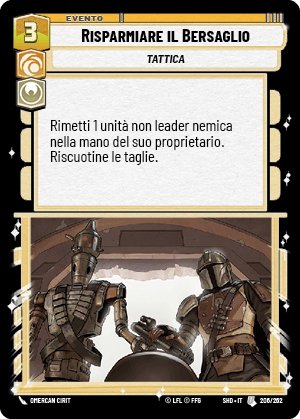 EVENTO
3
RISPARMIARE IL BERSAGLIO
TATTICA
Rimetti 1 unità non leader nemica
nella mano del suo proprietario.
Riscuotine le taglie.
OMERCAN CIRIT
© LFL © FFG
SHD • IT
206/262